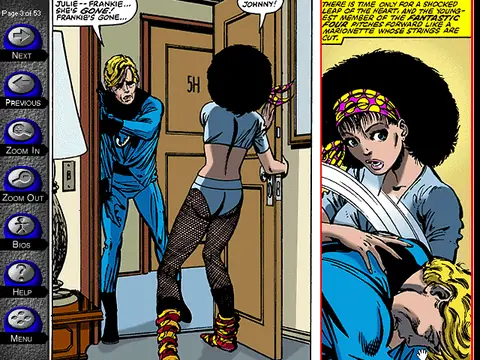 Page 3 of 53
Next
Previous
Zoom In
Zoom Out
Bios
Help
Menu
JULIE--FRANKIE...
SHE'S GONE!
FRANKIE'S GONE...
JOHNNY!
5H
THERE IS TIME ONLY FOR A SHOCKED
LEAP OF THE HEART, AND THE YOUNG-
EST MEMBER OF THE FANTASTIC
FOUR PITCHES FORWARD LIKE A
MARIONETTE WHOSE STRINGS ARE
CUT.